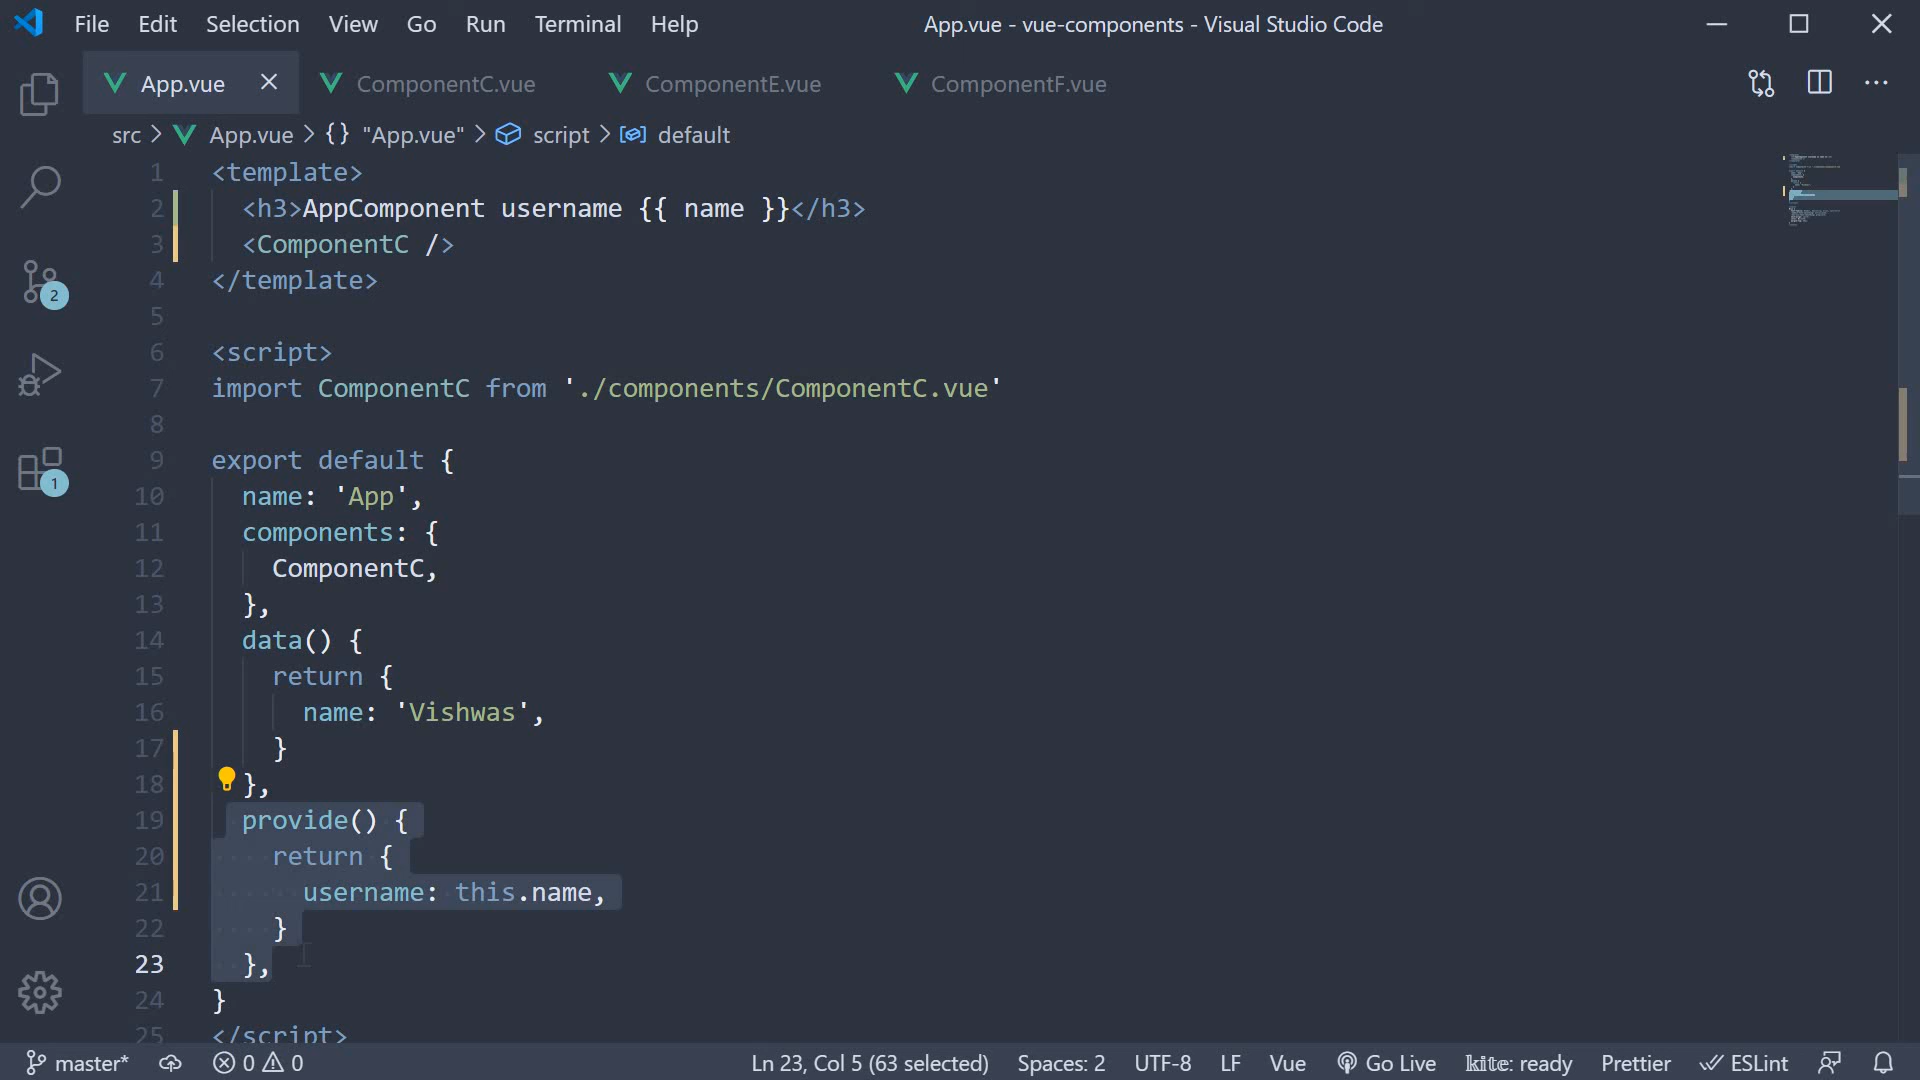 File Edit Selection View Go Run Terminal Help App.vue - vue-components - Visual Studio Code
App.vue ComponentC.vue ComponentE.vue ComponentF.vue
src > App.vue > {} "App.vue" > script > default
1 <template>
2 <h3>AppComponent username {{ name }}</h3>
3 <ComponentC />
4 </template>
5
6 <script>
7 import ComponentC from './components/ComponentC.vue'
8
9 export default {
10 name: 'App',
11 components: {
12 ComponentC,
13 },
14 data() {
15 return {
16 name: 'Vishwas',
17 }
18 },
19 provide() {
20 return {
21 username: this.name,
22 }
23 },
24 }
25 </script>
2
1
master* 0 0 Ln 23, Col 5 (63 selected) Spaces: 2 UTF-8 LF Vue Go Live kite: ready Prettier ESLint